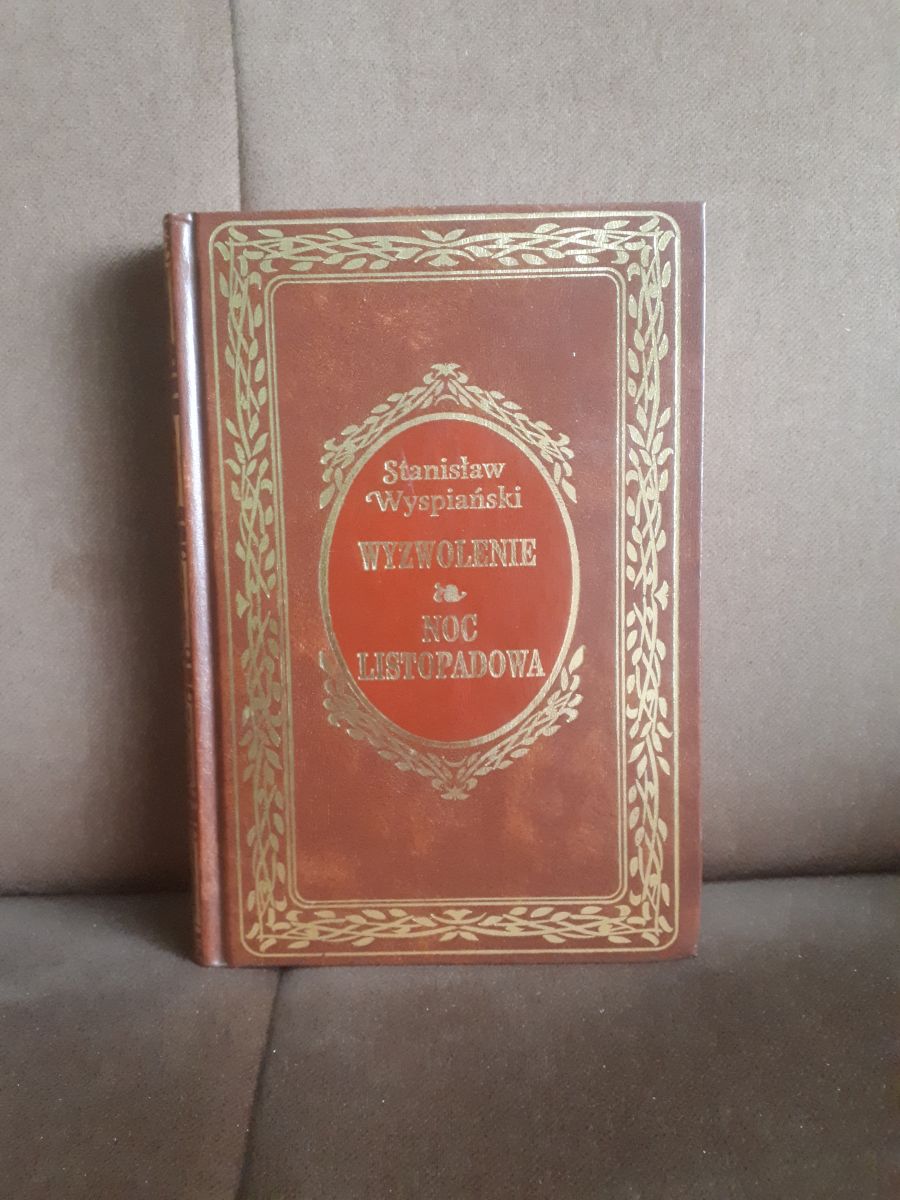 Stanisław
Wyspiański
WYZWOLENIE
NOC
LISTOPADOWA